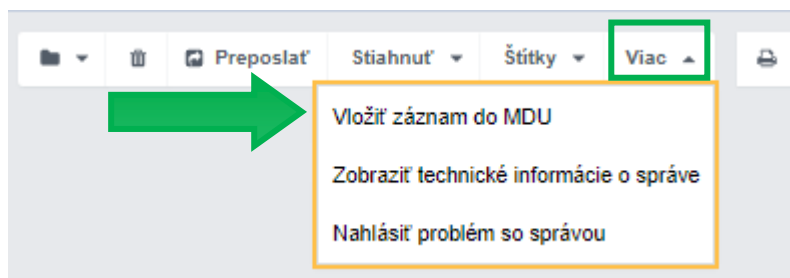 Preposlať Stiahnuť Štítky Viac
Vložiť záznam do MDU
Zobraziť technické informácie o správe
Nahlásiť problém so správou